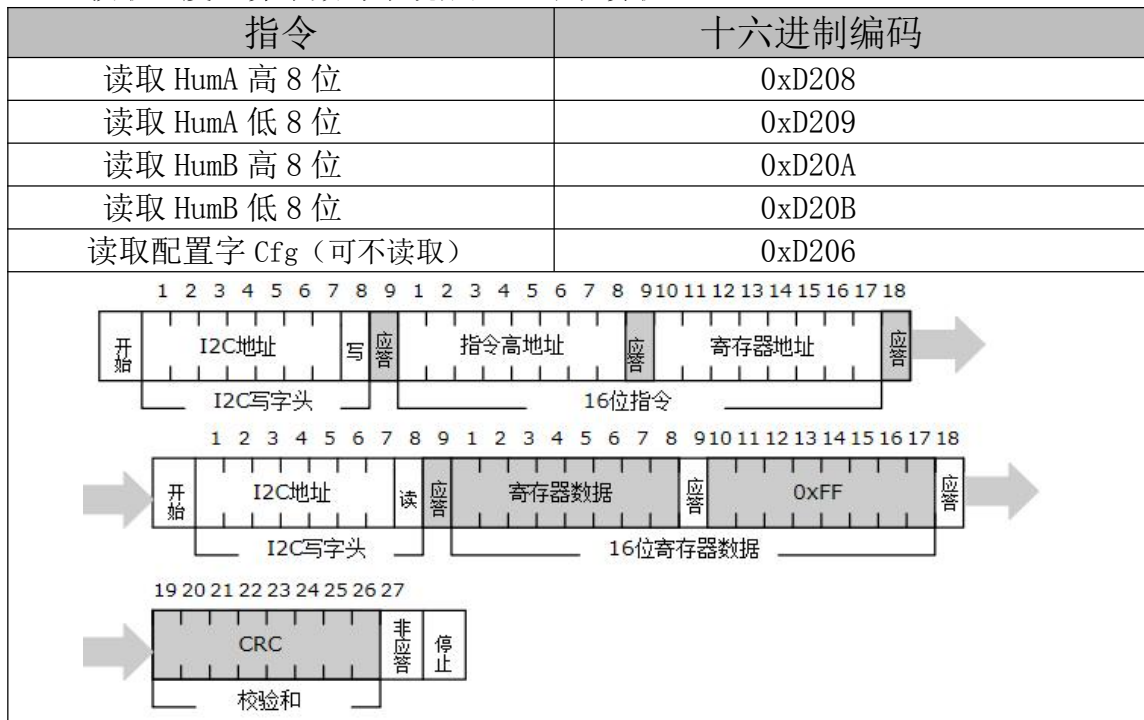 指令 十六进制编码
读取 HumA 高 8 位 0xD208
读取 HumA 低 8 位 0xD209
读取 HumB 高 8 位 0xD20A
读取 HumB 低 8 位 0xD20B
读取配置字 Cfg（可不读取） 0xD206
1 2 3 4 5 6 7 8 9 1 2 3 4 5 6 7 8 9 10 11 12 13 14 15 16 17 18
开始 I2C地址 写 应答 指令高地址 应答 寄存器地址 应答
I2C写字头 16位指令
1 2 3 4 5 6 7 8 9 1 2 3 4 5 6 7 8 9 10 11 12 13 14 15 16 17 18
开始 I2C地址 读 应答 寄存器数据 应答 0xFF 应答
I2C写字头 16位寄存器数据
19 20 21 22 23 24 25 26 27
CRC 非应答 停止
校验和